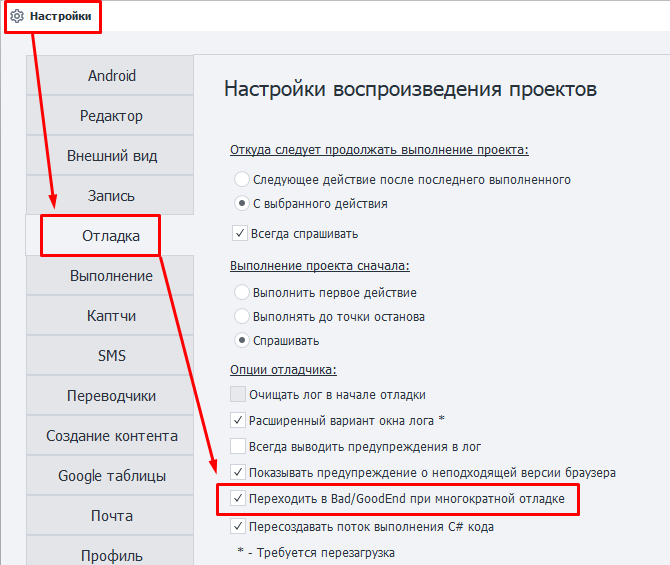 Настройки
Android
Редактор
Внешний вид
Запись
Отладка
Выполнение
Каптчи
SMS
Переводчики
Создание контента
Google таблицы
Почта
Профиль
Настройки воспроизведения проектов
Откуда следует продолжать выполнение проекта:
Следующее действие после последнего выполненного
С выбранного действия
Всегда спрашивать
Выполнение проекта сначала:
Выполнить первое действие
Выполнять до точки останова
Спрашивать
Опции отладчика:
Очищать лог в начале отладки
Расширенный вариант окна лога *
Всегда выводить предупреждения в лог
Показывать предупреждение о неподходящей версии браузера
Переходить в Bad/GoodEnd при многократной отладке
Пересоздавать поток выполнения C# кода
* - Требуется перезагрузка